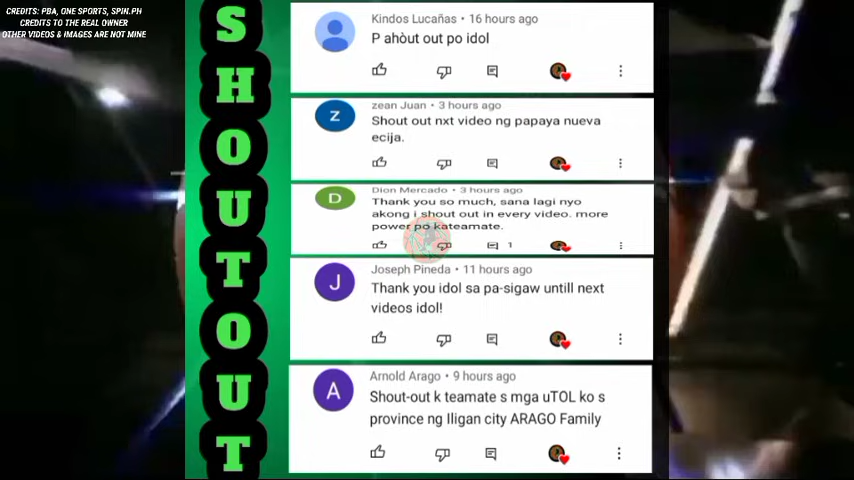 CREDITS: PBA, ONE SPORTS, SPIN.PH
CREDITS TO THE REAL OWNER
OTHER VIDEOS & IMAGES ARE NOT MINE
SHOUTOUT
Kindos Lucañas • 16 hours ago
P ahòut out po idol
Z
zean Juan • 3 hours ago
Shout out nxt video ng papaya nueva
ecija.
D
Dion Mercado • 3 hours ago
Thank you so much, sana lagi nyo
akong i shout out in every video. more
power po kateamate.
1
J
Joseph Pineda • 11 hours ago
Thank you idol sa pa-sigaw untill next
videos idol!
A
Arnold Arago • 9 hours ago
Shout-out k teamate s mga uTOL ko s
province ng Iligan city ARAGO Family